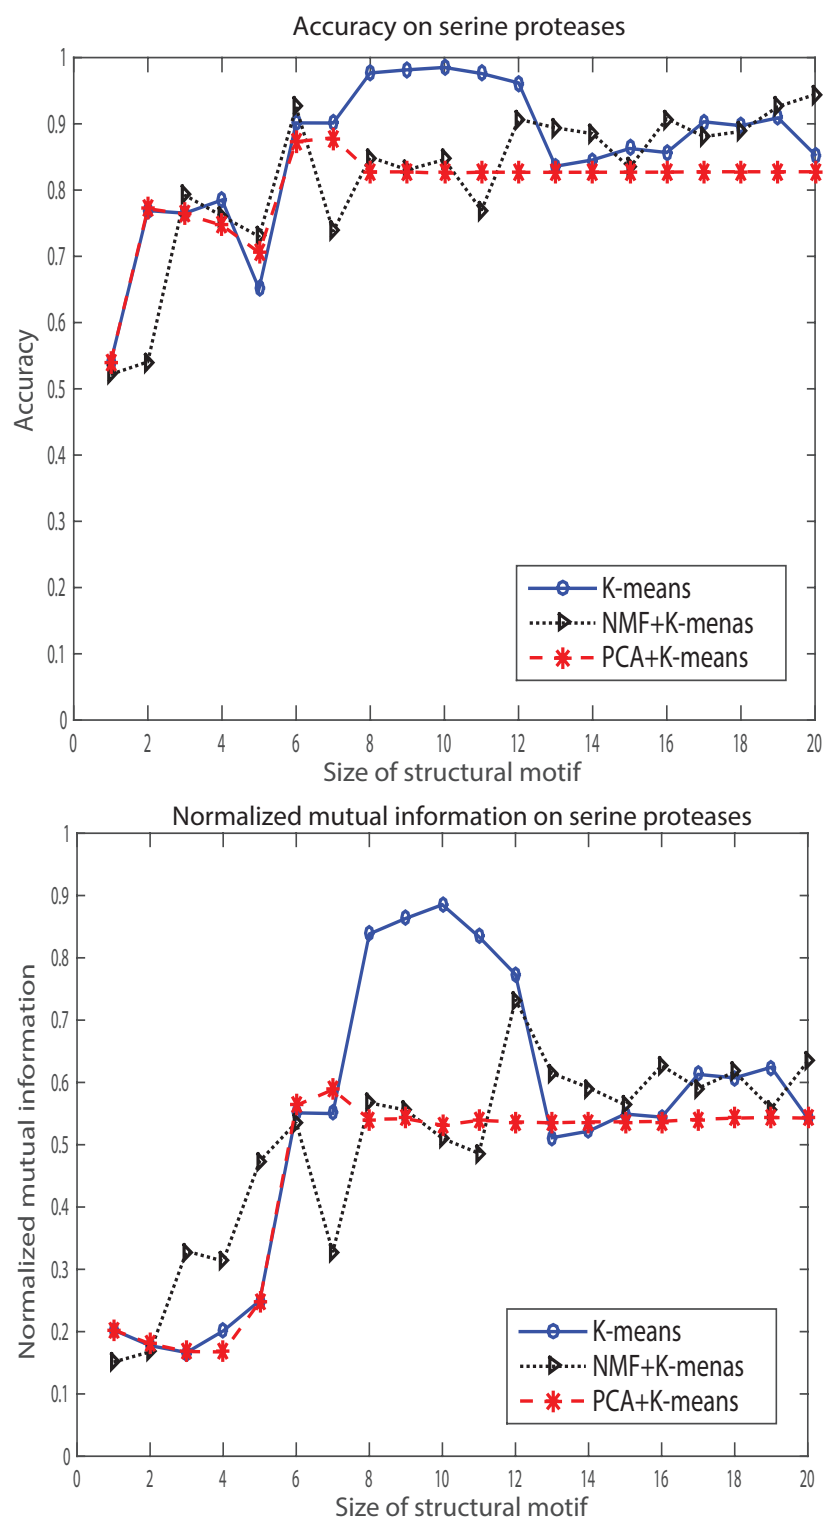 Accuracy on serine proteases
1
0.9
0.8
0.7
0.6
0.5
0.4
0.3
0.2
0.1
0
Accuracy
K-means
NMF+K-menas
PCA+K-means
0 2 4 6 8 10 12 14 16 18 20
Size of structural motif
Normalized mutual information on serine proteases
1
0.9
0.8
0.7
0.6
0.5
0.4
0.3
0.2
0.1
0
Normalized mutual information
K-means
NMF+K-menas
PCA+K-means
0 2 4 6 8 10 12 14 16 18 20
Size of structural motif